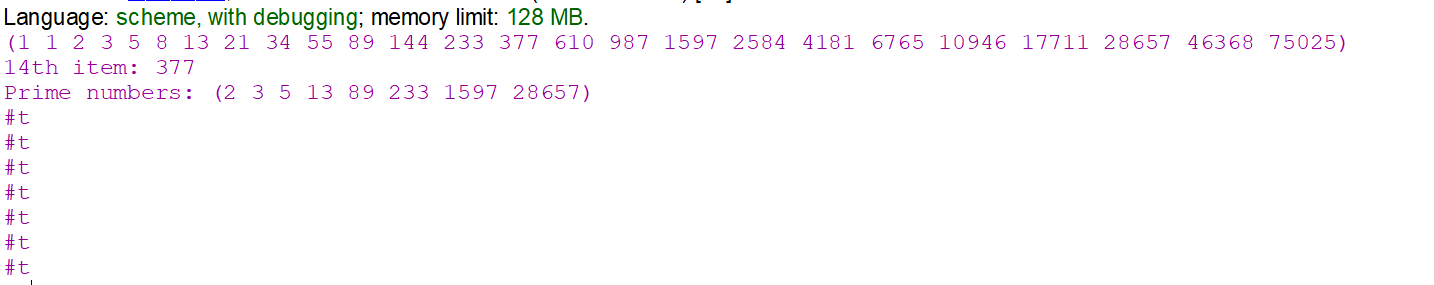 Language: scheme, with debugging; memory limit: 128 MB.
(1 1 2 3 5 8 13 21 34 55 89 144 233 377 610 987 1597 2584 4181 6765 10946 17711 28657 46368 75025)
14th item: 377
Prime numbers: (2 3 5 13 89 233 1597 28657)
#t
#t
#t
#t
#t
#t
#t